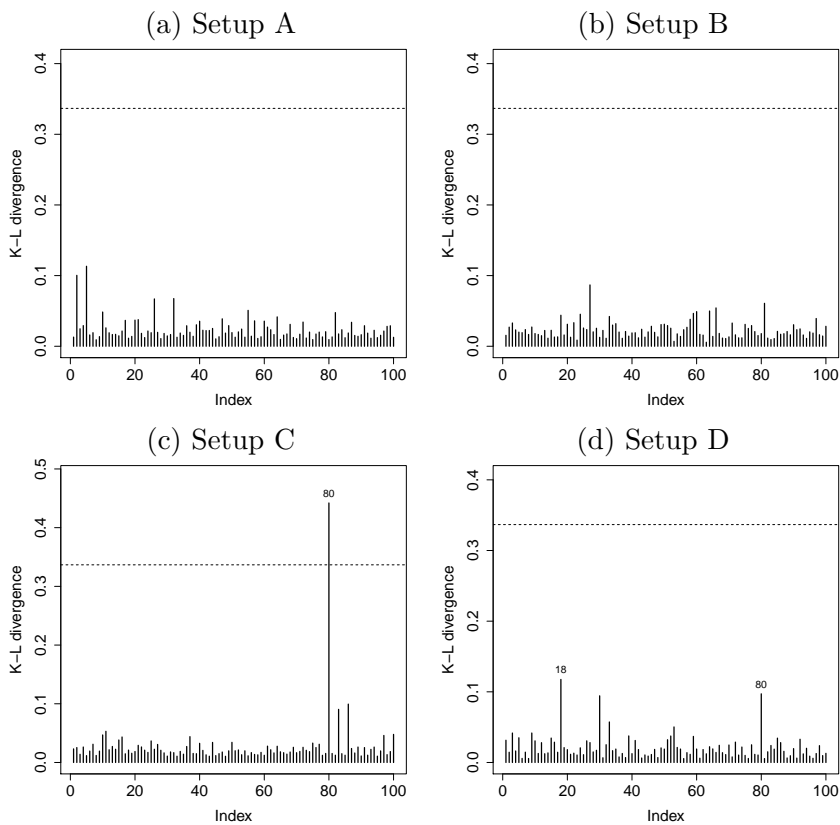 (a) Setup A
K−L divergence
0.0 0.1 0.2 0.3 0.4
0 20 40 60 80 100
Index
(b) Setup B
K−L divergence
0.0 0.1 0.2 0.3 0.4
0 20 40 60 80 100
Index
(c) Setup C
K−L divergence
0.0 0.1 0.2 0.3 0.4 0.5
80
0 20 40 60 80 100
Index
(d) Setup D
K−L divergence
0.0 0.1 0.2 0.3 0.4
18
80
0 20 40 60 80 100
Index